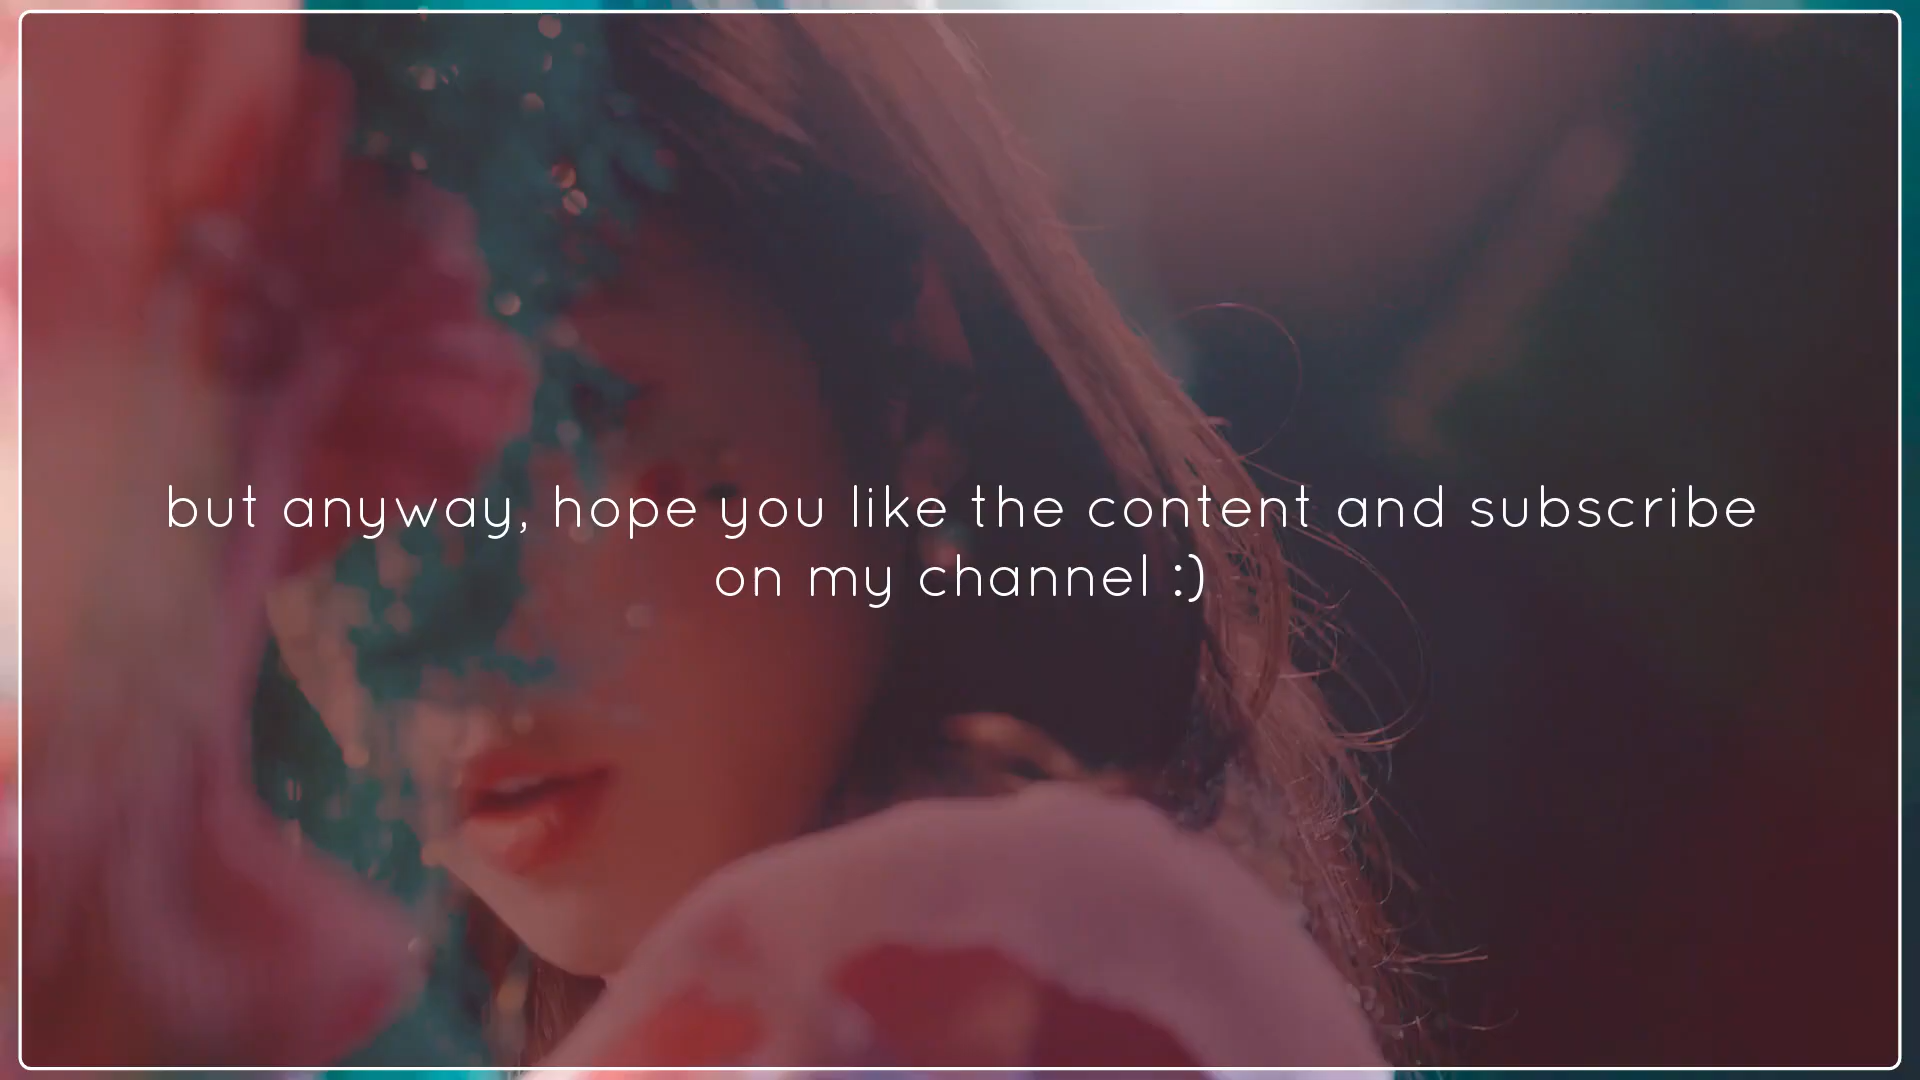 but anyway, hope you like the content and subscribe
on my channel :)